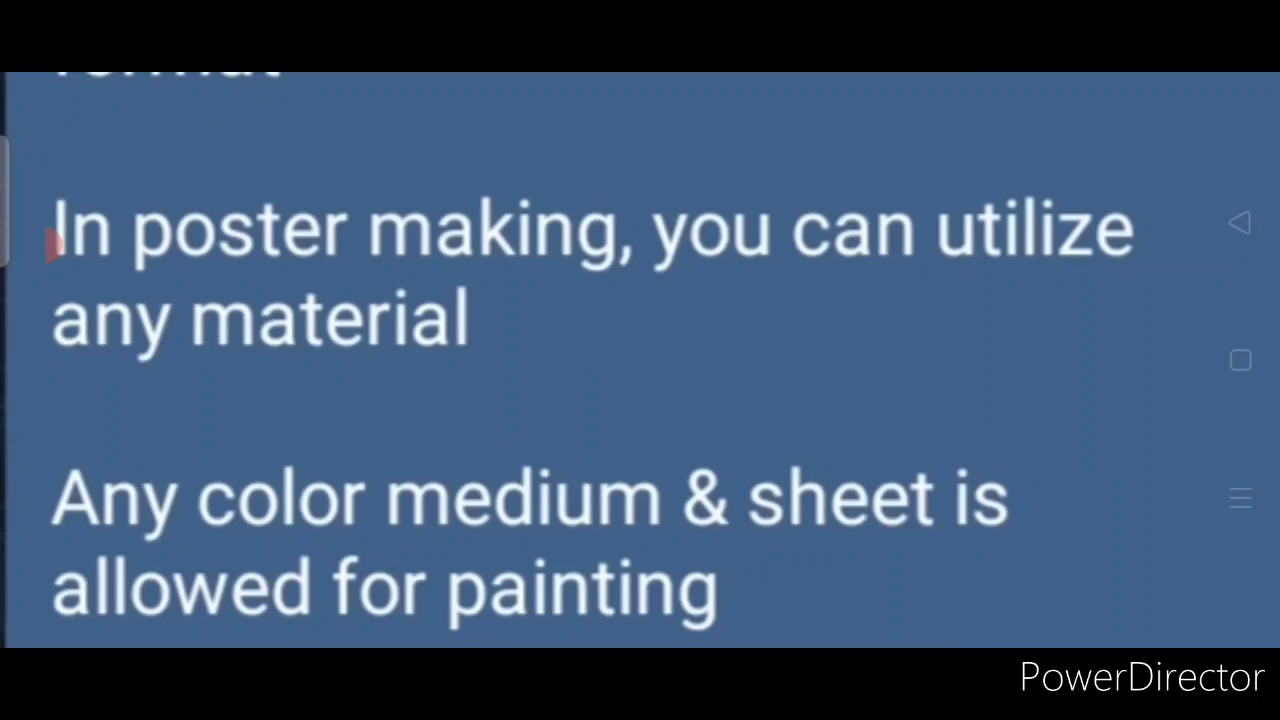 In poster making, you can utilize
any material
Any color medium & sheet is
allowed for painting
PowerDirector